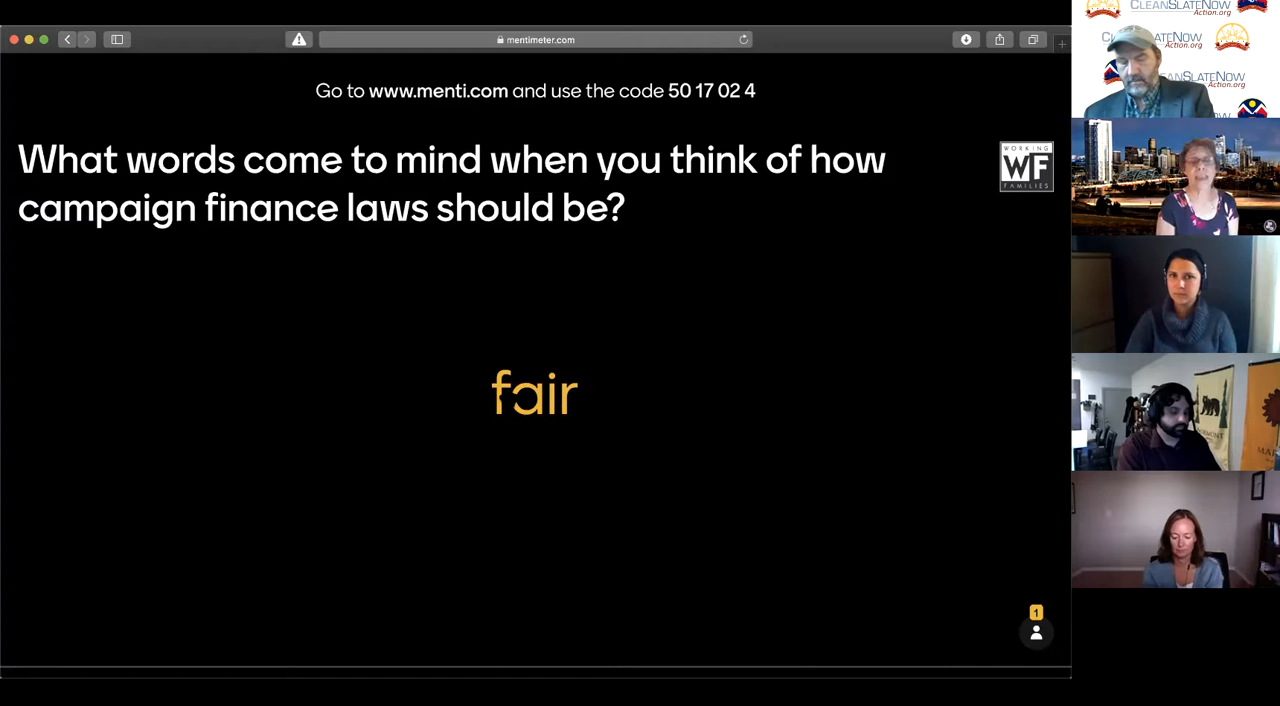 mentimeter.com
Go to www.menti.com and use the code 50 17 02 4
What words come to mind when you think of how
campaign finance laws should be?
WORKING
WF
FAMILIES
fair
1
CLEANSLATENOW
Action.org
CLEANSLATENOW
Action.org
CLEANSLATENOW
Action.org